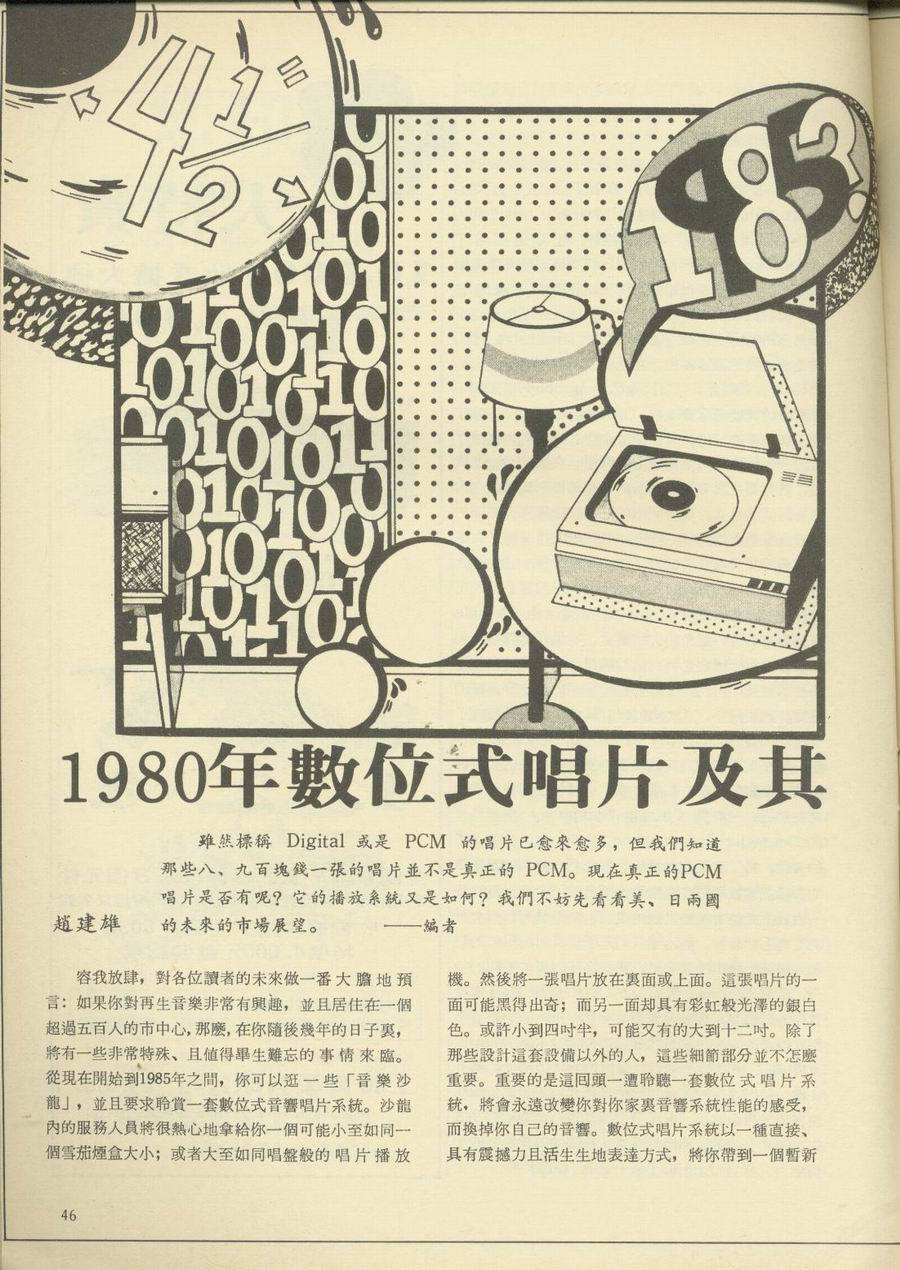 4 1/2"
1985?
1980年數位式唱片及其
雖然標稱 Digital 或是 PCM 的唱片已愈來愈多，但我們知道
那些八、九百塊錢一張的唱片並不是真正的 PCM。現在真正的PCM
唱片是否有呢？它的播放系統又是如何？我們不妨先看看美、日兩國
的未來的市場展望。 ——編者
趙建雄
容我放肆，對各位讀者的未來做一番大膽地預
言：如果你對再生音樂非常有興趣，並且居住在一個
超過五百人的市中心，那麼，在你隨後幾年的日子裏，
將有一些非常特殊、且値得畢生難忘的事情來臨。
從現在開始到1985年之間，你可以逛一些「音樂沙
龍」，並且要求聆賞一套數位式音響唱片系統。沙龍
內的服務人員將很熱心地拿給你一個可能小至如同一
個雪茄煙盒大小；或者大至如同唱盤般的唱片播放
機。然後將一張唱片放在裏面或上面。這張唱片的一
面可能黑得出奇；而另一面却具有彩虹般光澤的銀白
色。或許小到四吋半，可能又有的大到十二吋。除了
那些設計這套設備以外的人，這些細節部分並不怎麼
重要。重要的是這囘頭一遭聆聽一套數位式唱片系
統，將會永遠改變你對你家裏音響系統性能的感受，
而換掉你自己的音響。數位式唱片系統以一種直接、
具有震撼力且活生生地表達方式，將你帶到一個暫新
46